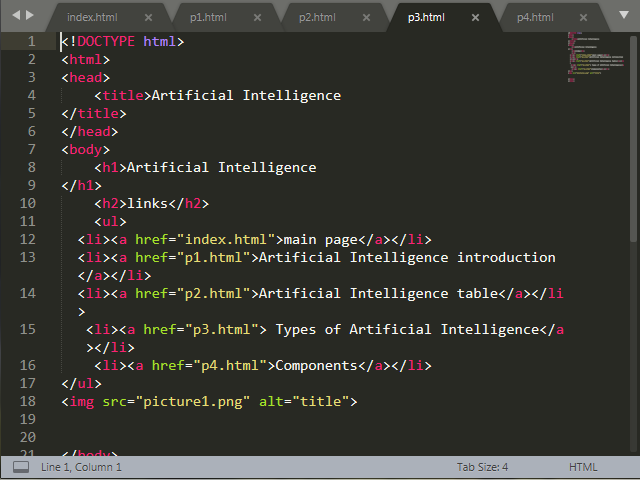 index.html × p1.html × p2.html × p3.html × p4.html ×
1 <!DOCTYPE html>
2 <html>
3 <head>
4 <title>Artificial Intelligence
5 </title>
6 </head>
7 <body>
8 <h1>Artificial Intelligence
9 </h1>
10 <h2>links</h2>
11 <ul>
12 <li><a href="index.html">main page</a></li>
13 <li><a href="p1.html">Artificial Intelligence introduction
</a></li>
14 <li><a href="p2.html">Artificial Intelligence table</a></li
>
15 <li><a href="p3.html"> Types of Artificial Intelligence</a
></li>
16 <li><a href="p4.html">Components</a></li>
17 </ul>
18 <img src="picture1.png" alt="title">
19
20
21 </body>
Line 1, Column 1 Tab Size: 4 HTML